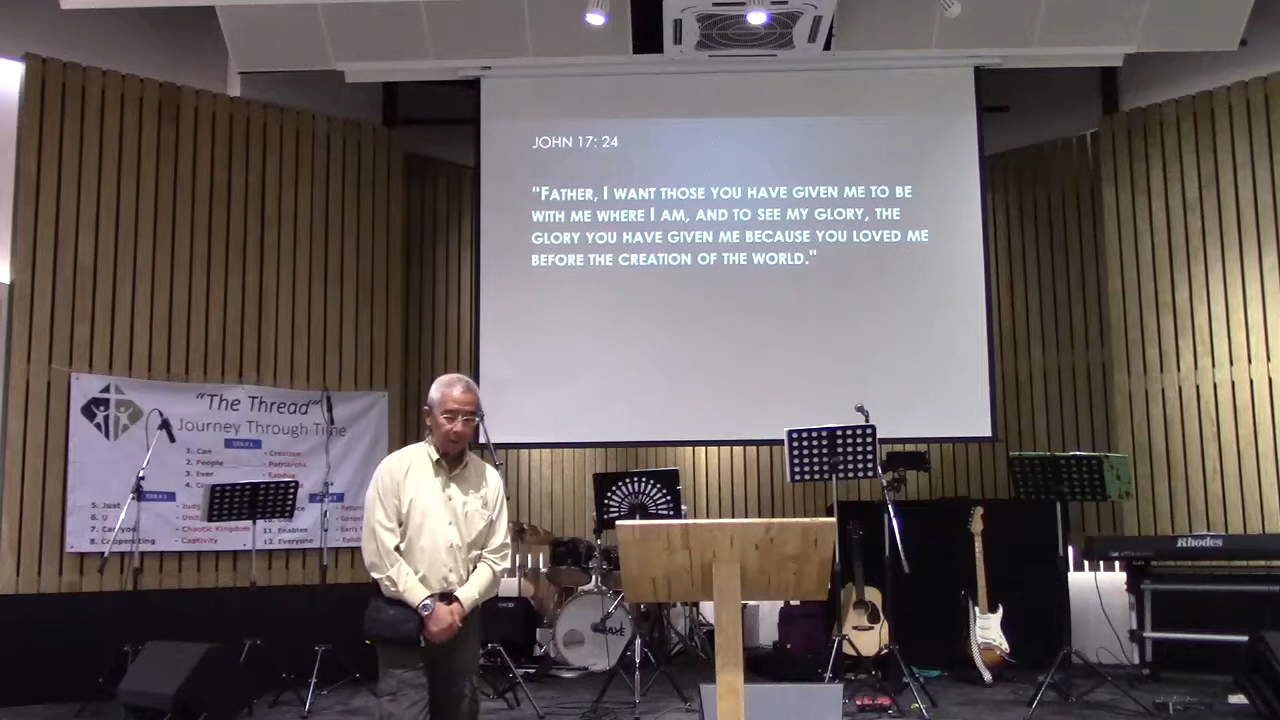 JOHN 17: 24
"FATHER, I WANT THOSE YOU HAVE GIVEN ME TO BE
WITH ME WHERE I AM, AND TO SEE MY GLORY, THE
GLORY YOU HAVE GIVEN ME BECAUSE YOU LOVED ME
BEFORE THE CREATION OF THE WORLD."
"The Thread"
Journey Through Time
1. Can - Creation
2. People - Patriarchs
3. Ever - Exodus
4.
5. Just
6.
7.
8. - Captivity
- Chaotic Kingdom
11. Enables
12. Everyone
Rhodes